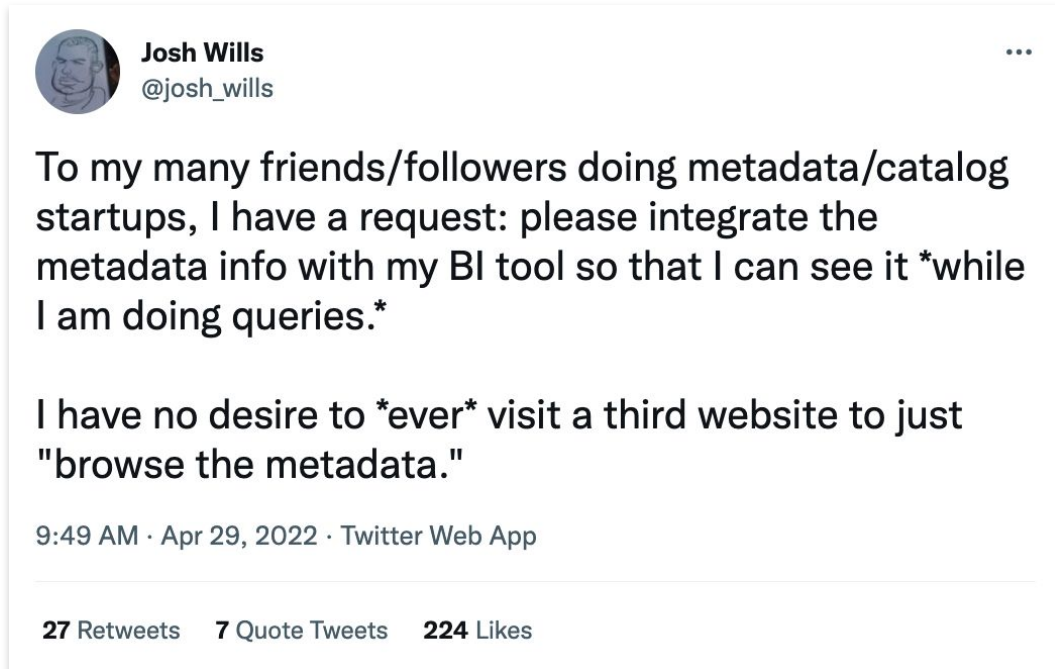 Josh Wills
@josh_wills
To my many friends/followers doing metadata/catalog
startups, I have a request: please integrate the
metadata info with my BI tool so that I can see it *while
I am doing queries.*
I have no desire to *ever* visit a third website to just
"browse the metadata."
9:49 AM · Apr 29, 2022 · Twitter Web App
27 Retweets 7 Quote Tweets 224 Likes